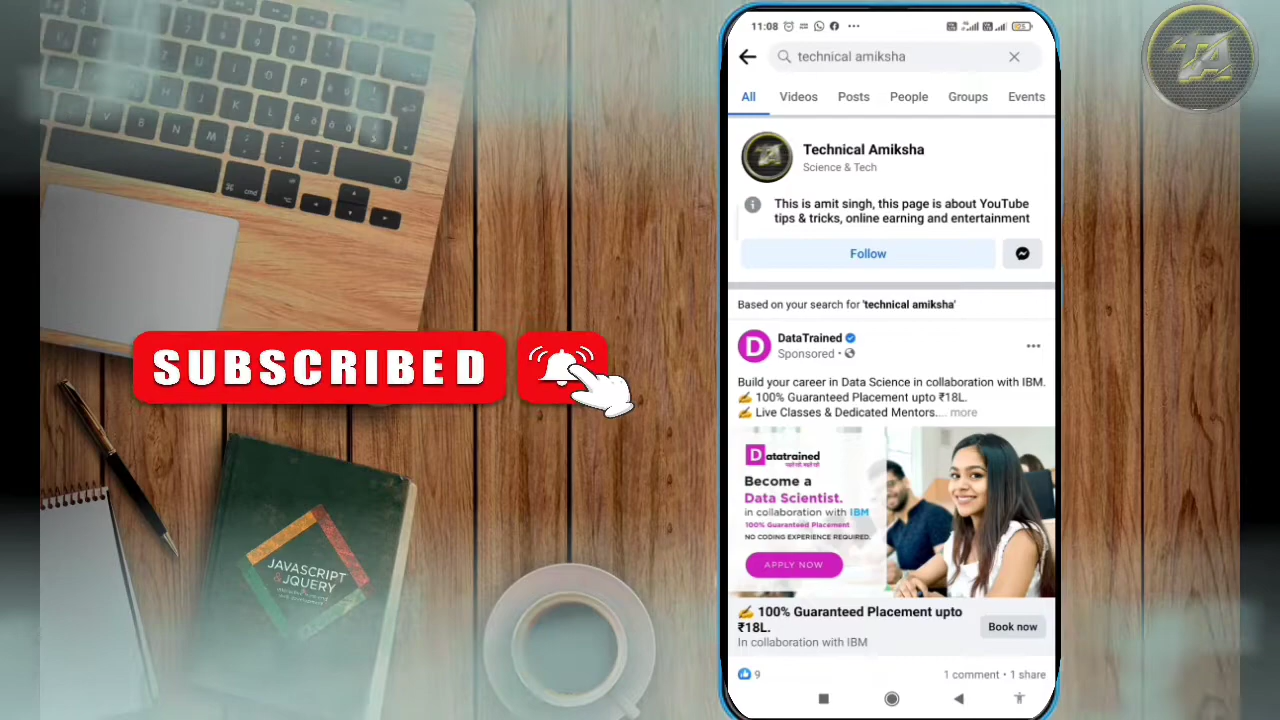 11:08
technical amiksha
All Videos Posts People Groups Events
Technical Amiksha
Science & Tech
This is amit singh, this page is about YouTube
tips & tricks, online earning and entertainment
Follow
Based on your search for 'technical amiksha'
DataTrained
Sponsored •
Build your career in Data Science in collaboration with IBM.
✍️ 100% Guaranteed Placement upto ₹18L.
✍️ Live Classes & Dedicated Mentors.... more
Datatrained
Become a
Data Scientist.
in collaboration with IBM
100% Guaranteed Placement
NO CODING EXPERIENCE REQUIRED.
APPLY NOW
✍️ 100% Guaranteed Placement upto
₹18L.
In collaboration with IBM
Book now
9
1 comment • 1 share
SUBSCRIBED
JAVASCRIPT
&JQUERY
TA
V B N M
cmd